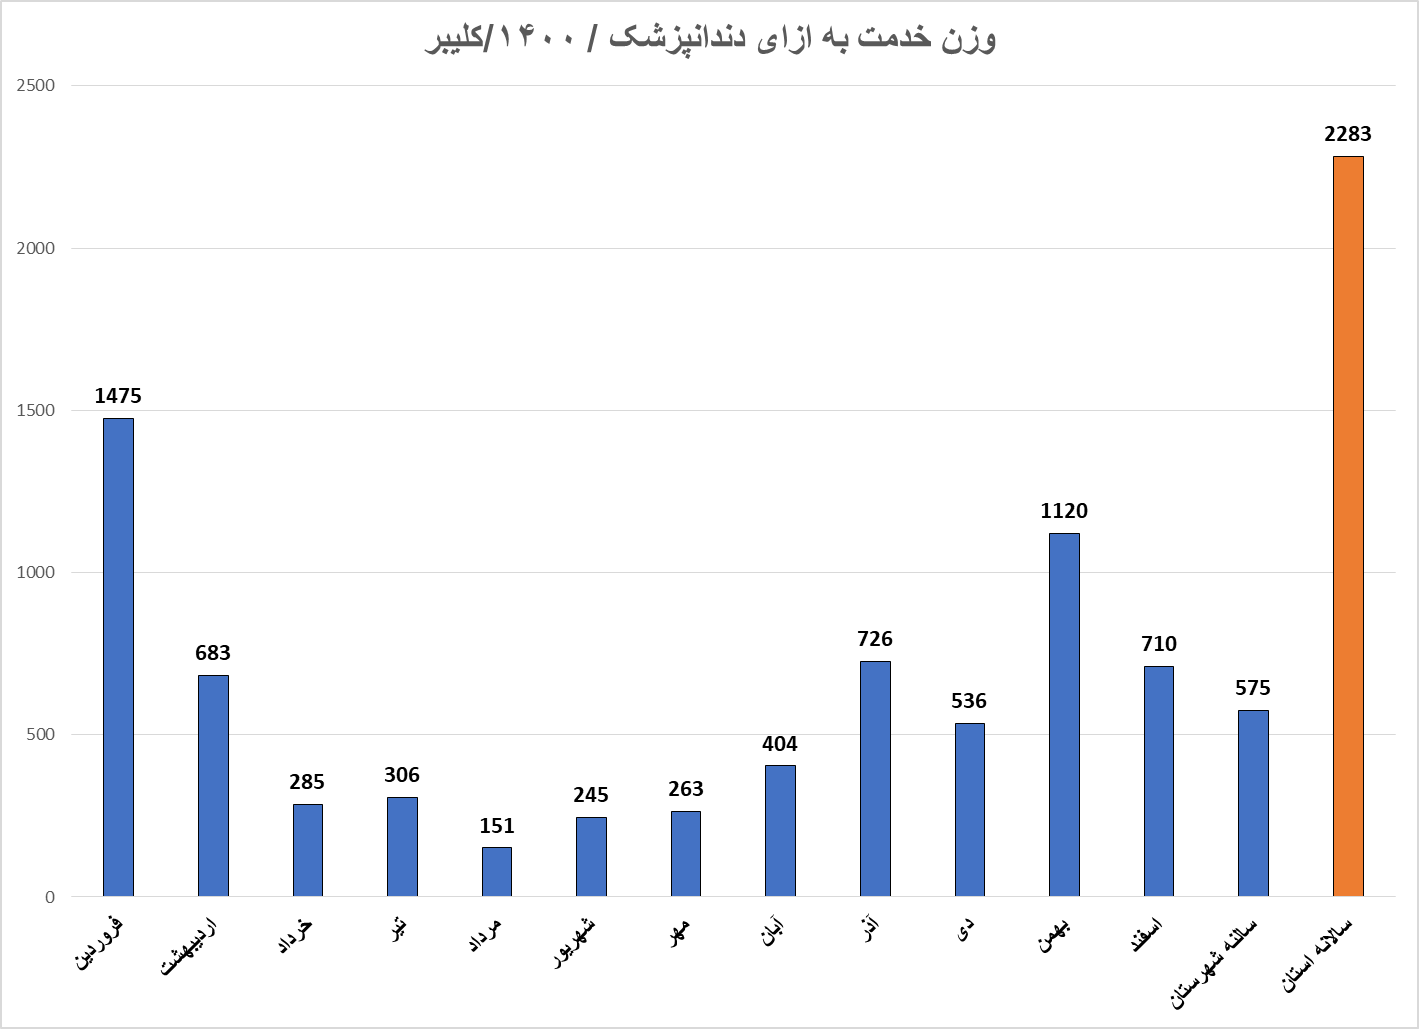 وزن خدمت به ازای دندانپزشک / ۱۴۰۰/کلیبر
2500
2000
1500
1000
500
0
1475
683
285
306
151
245
263
404
726
536
1120
710
575
2283
فروردین
اردیبهشت
خرداد
تیر
مرداد
شهریور
مهر
آبان
آذر
دی
بهمن
اسفند
سالنه شهرستان
سالانه استان